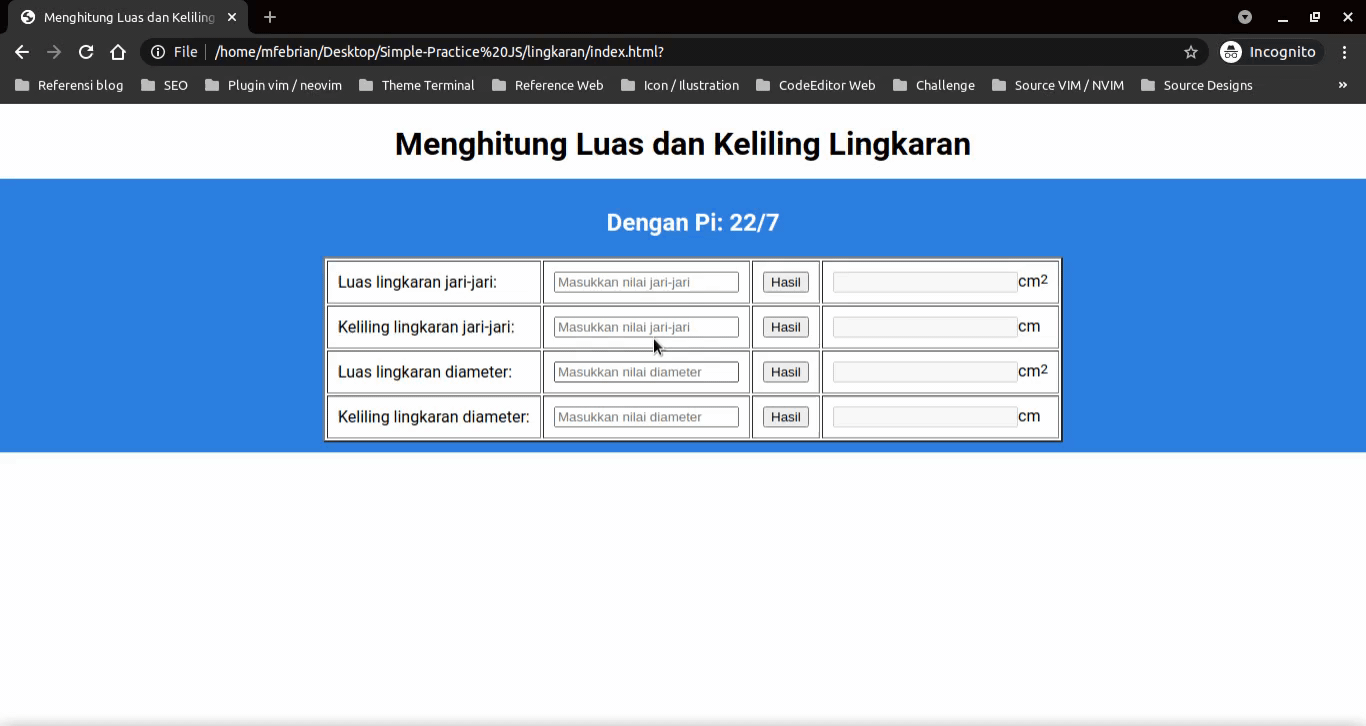 Menghitung Luas dan Keliling
File /home/mfebrian/Desktop/Simple-Practice%20JS/lingkaran/index.html? Incognito
Referensi blog SEO Plugin vim / neovim Theme Terminal Reference Web Icon / Ilustration CodeEditor Web Challenge Source VIM / NVIM Source Designs »
Menghitung Luas dan Keliling Lingkaran
Dengan Pi: 22/7
Luas lingkaran jari-jari: Masukkan nilai jari-jari Hasil cm2
Keliling lingkaran jari-jari: Masukkan nilai jari-jari Hasil cm
Luas lingkaran diameter: Masukkan nilai diameter Hasil cm2
Keliling lingkaran diameter: Masukkan nilai diameter Hasil cm